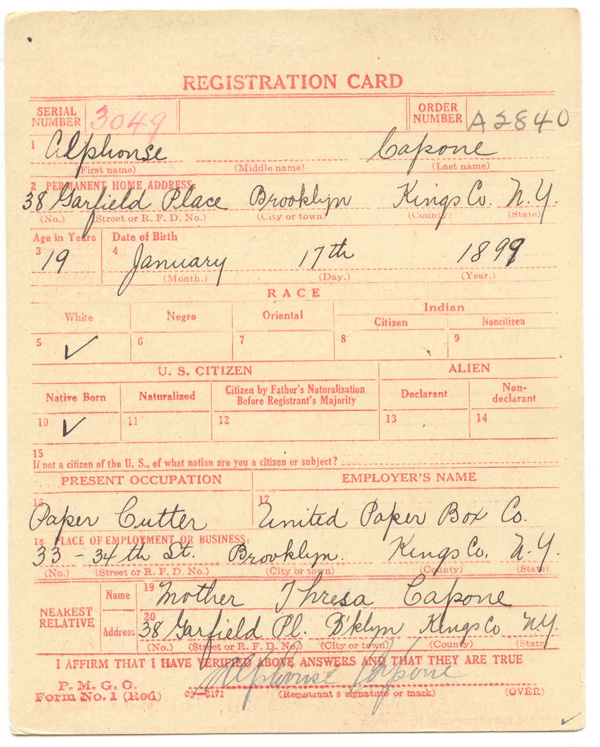 REGISTRATION CARD
SERIAL NUMBER 3049 ORDER NUMBER A2840
1 Alphonse Capone
(First name) (Middle name) (Last name)
2 PERMANENT HOME ADDRESS:
38 Garfield Place Brooklyn Kings Co. N.Y.
(No.) (Street or R. F. D. No.) (City or town) (County) (State)
Age in Years Date of Birth
3 19 4 January 17th 1899
(Month.) (Day.) (Year.)
RACE
White Negro Oriental Indian
Citizen Noncitizen
5 ✓ 6 7 8 9
U. S. CITIZEN ALIEN
Native Born Naturalized Citizen by Father's Naturalization Before Registrant's Majority Declarant Non-declarant
10 ✓ 11 12 13 14
15
If not a citizen of the U. S., of what nation are you a citizen or subject?
PRESENT OCCUPATION EMPLOYER'S NAME
16 17
Paper Cutter United Paper Box Co.
18 PLACE OF EMPLOYMENT OR BUSINESS:
33 - 34th St. Brooklyn. Kings Co. N.Y.
(No.) (Street or R. F. D. No.) (City or town) (County) (State)
NEAREST RELATIVE
Name 19 Mother Thresa Capone
Address 20 38 Garfield Pl. B'klyn Kings Co NY.
(No.) (Street or R. F. D. No.) (City or town) (County) (State)
I AFFIRM THAT I HAVE VERIFIED ABOVE ANSWERS AND THAT THEY ARE TRUE
P. M. G. O.
Form No. 1 (Red) Alphonse Capone
(Registrant's signature or mark) (OVER)